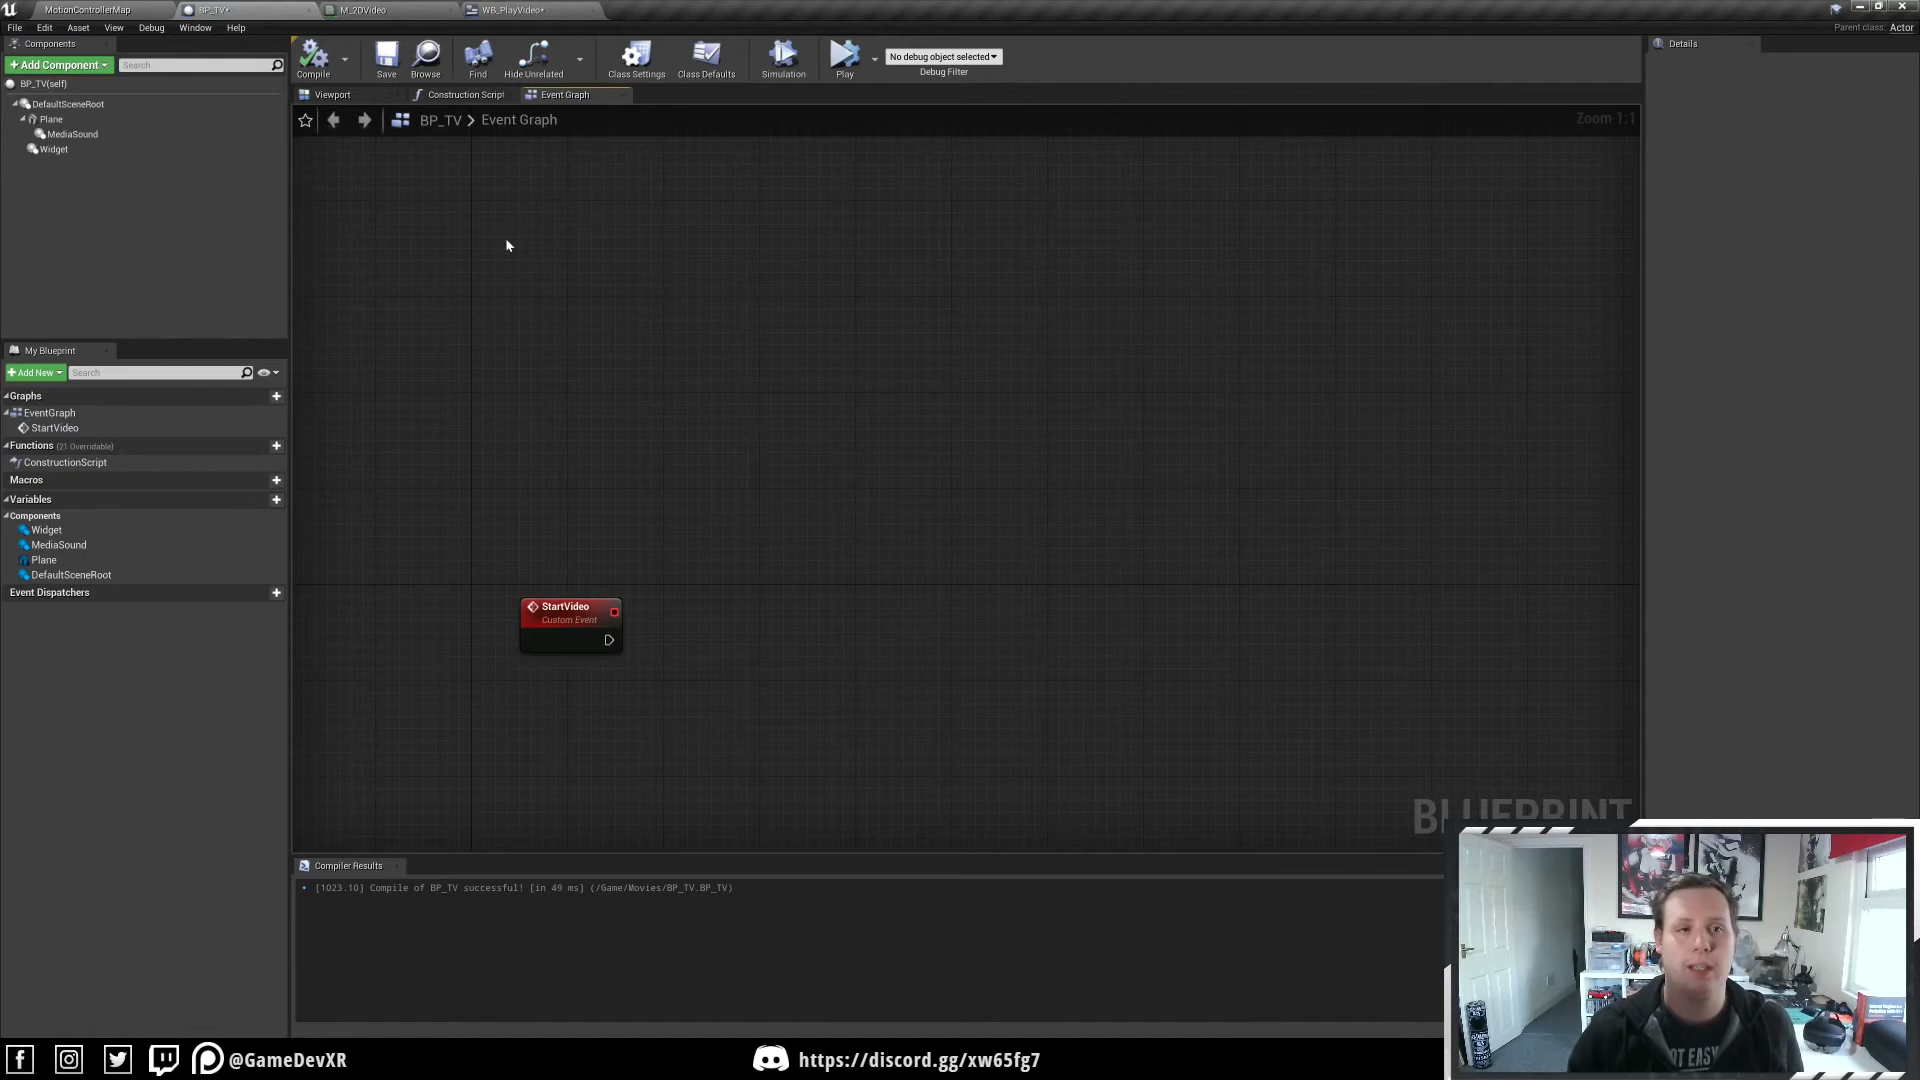 MotionControllerMap
BP_TV*
M_2DVideo
WB_PlayVideo*
File Edit Asset View Debug Window Help
Parent class: Actor
Components
Add Component
Search
BP_TV(self)
DefaultSceneRoot
Plane
MediaSound
Widget
Compile
Save
Browse
Find
Hide Unrelated
Class Settings
Class Defaults
Simulation
Play
No debug object selected
Debug Filter
Details
Viewport
Construction Script
Event Graph
BP_TV > Event Graph
Zoom 1:1
My Blueprint
+ Add New
Search
Graphs
EventGraph
StartVideo
Functions (21 Overridable)
ConstructionScript
Macros
Variables
Components
Widget
MediaSound
Plane
DefaultSceneRoot
Event Dispatchers
StartVideo
Custom Event
BLUEPRINT
Compiler Results
[1023.10] Compile of BP_TV successful! [in 49 ms] (/Game/Movies/BP_TV.BP_TV)
@GameDevXR
https://discord.gg/xw65fg7
OT EASY